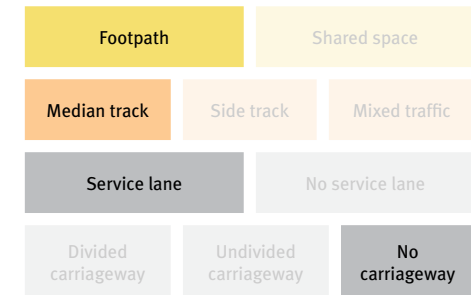 Footpath
Shared space
Median track
Side track
Mixed traffic
Service lane
No service lane
Divided
carriageway
Undivided
carriageway
No
carriageway